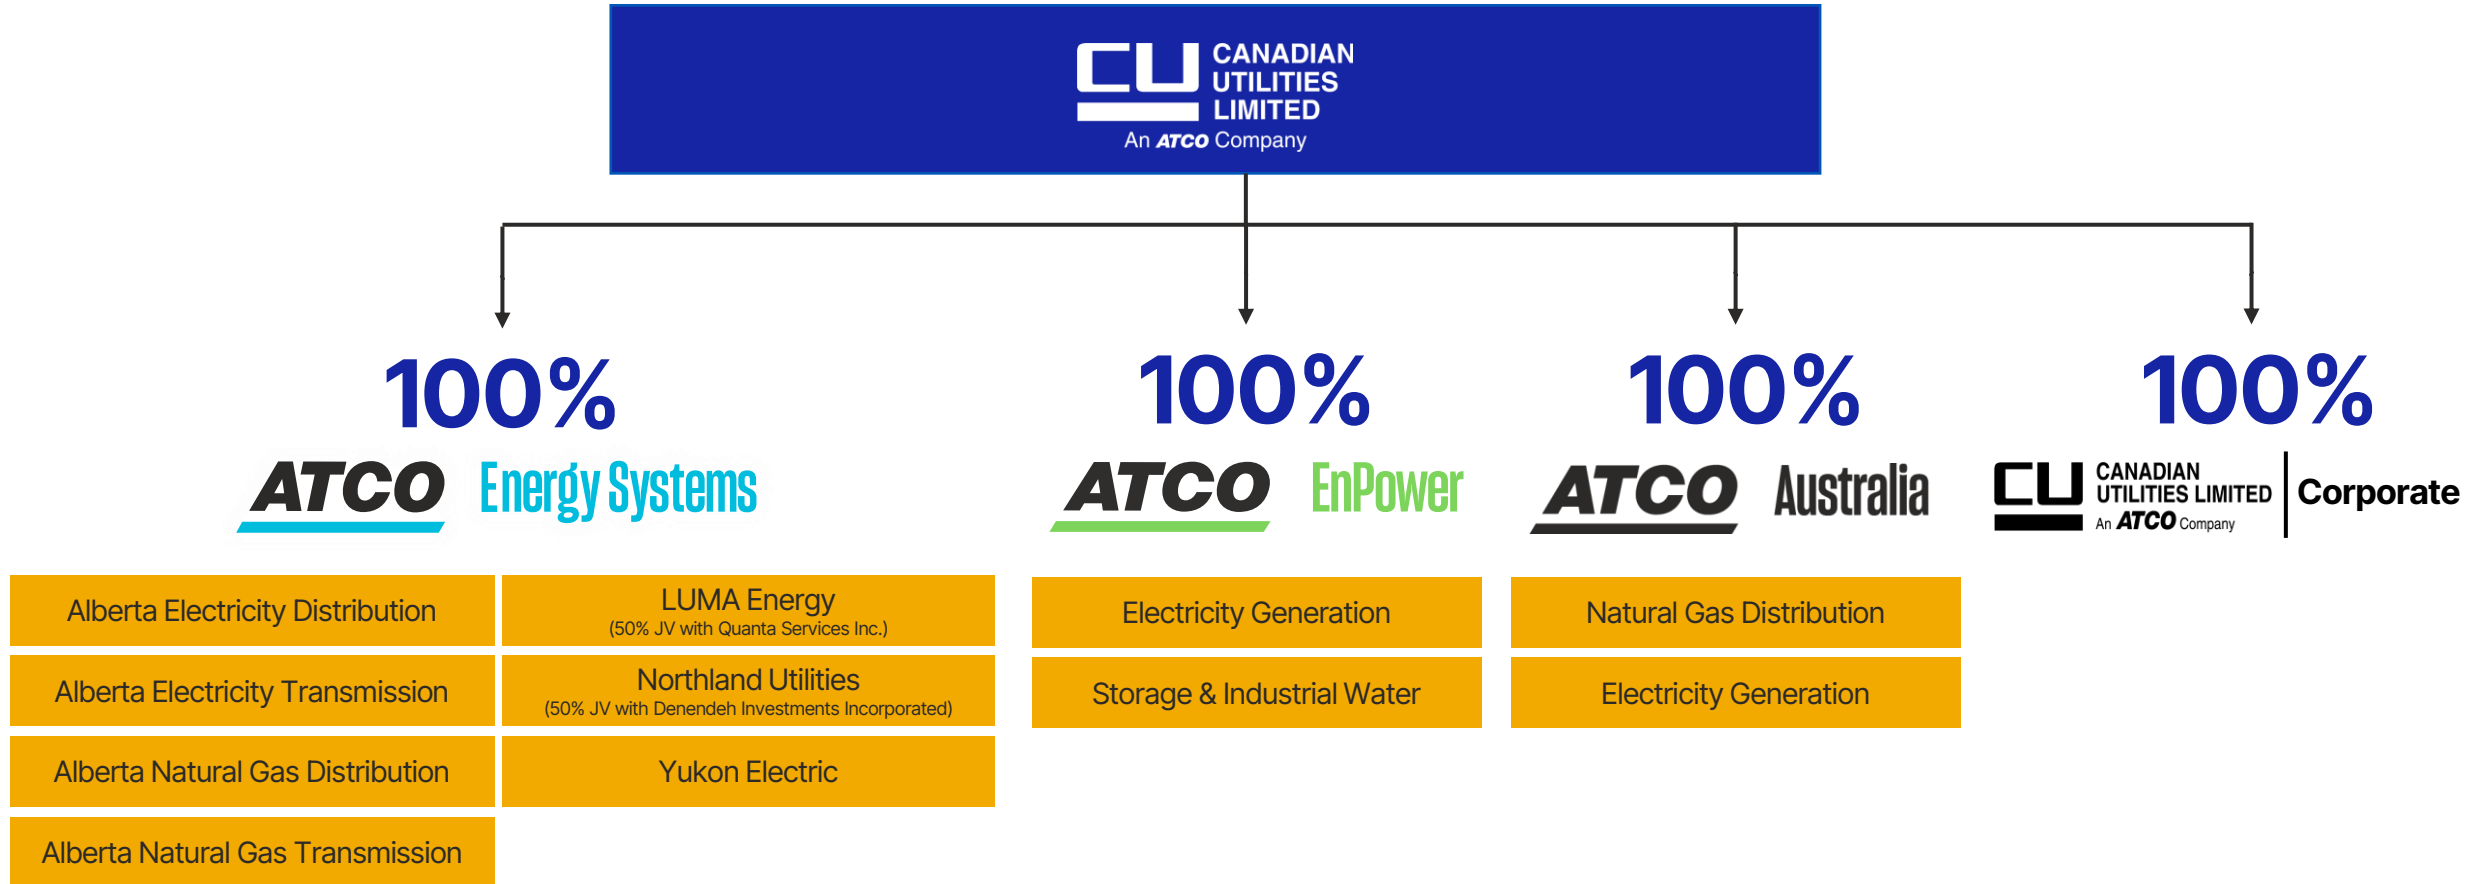 CU CANADIAN
UTILITIES
LIMITED
An ATCO Company
100%
ATCO Energy Systems
Alberta Electricity Distribution
Alberta Electricity Transmission
Alberta Natural Gas Distribution
Alberta Natural Gas Transmission
LUMA Energy
(50% JV with Quanta Services Inc.)
Northland Utilities
(50% JV with Denendeh Investments Incorporated)
Yukon Electric
100%
ATCO EnPower
Electricity Generation
Storage & Industrial Water
100%
ATCO Australia
Natural Gas Distribution
Electricity Generation
100%
CU CANADIAN
UTILITIES LIMITED
An ATCO Company
Corporate